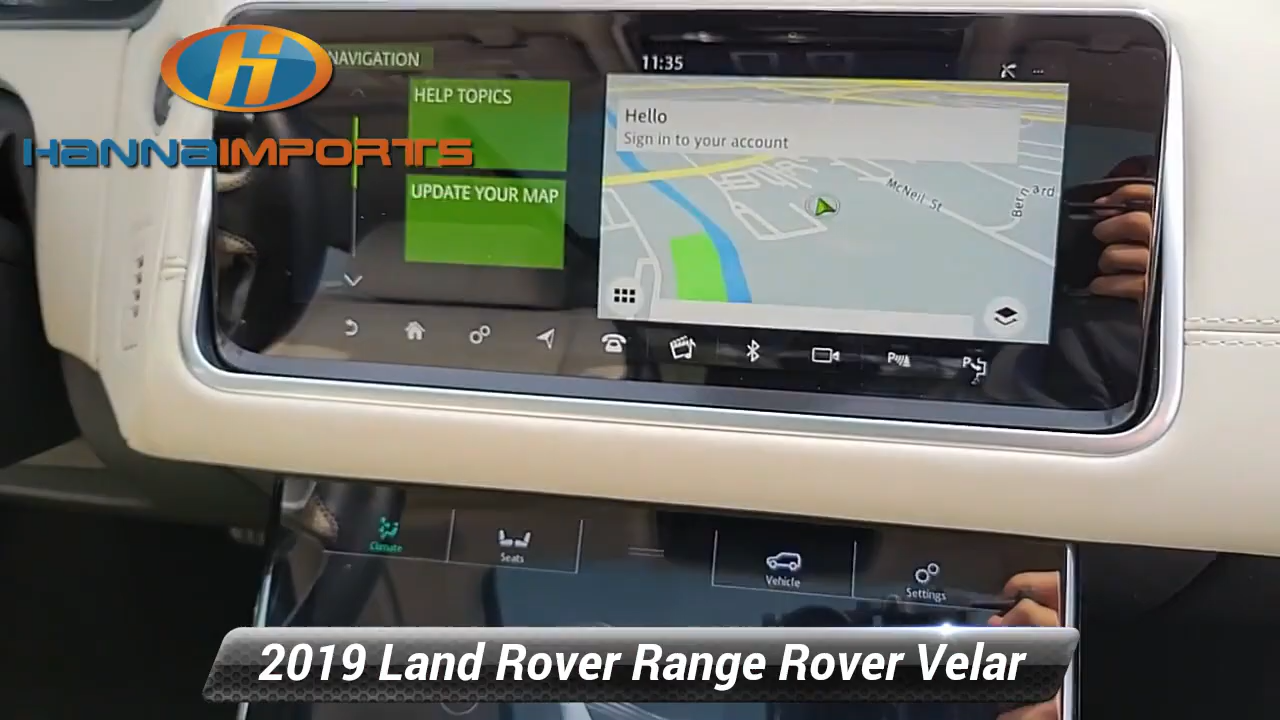 HANNAIMPORTS
NAVIGATION
HELP TOPICS
UPDATE YOUR MAP
11:35
Hello
Sign in to your account
McNeil St
Bernard
Climate
Seats
Vehicle
Settings
2019 Land Rover Range Rover Velar